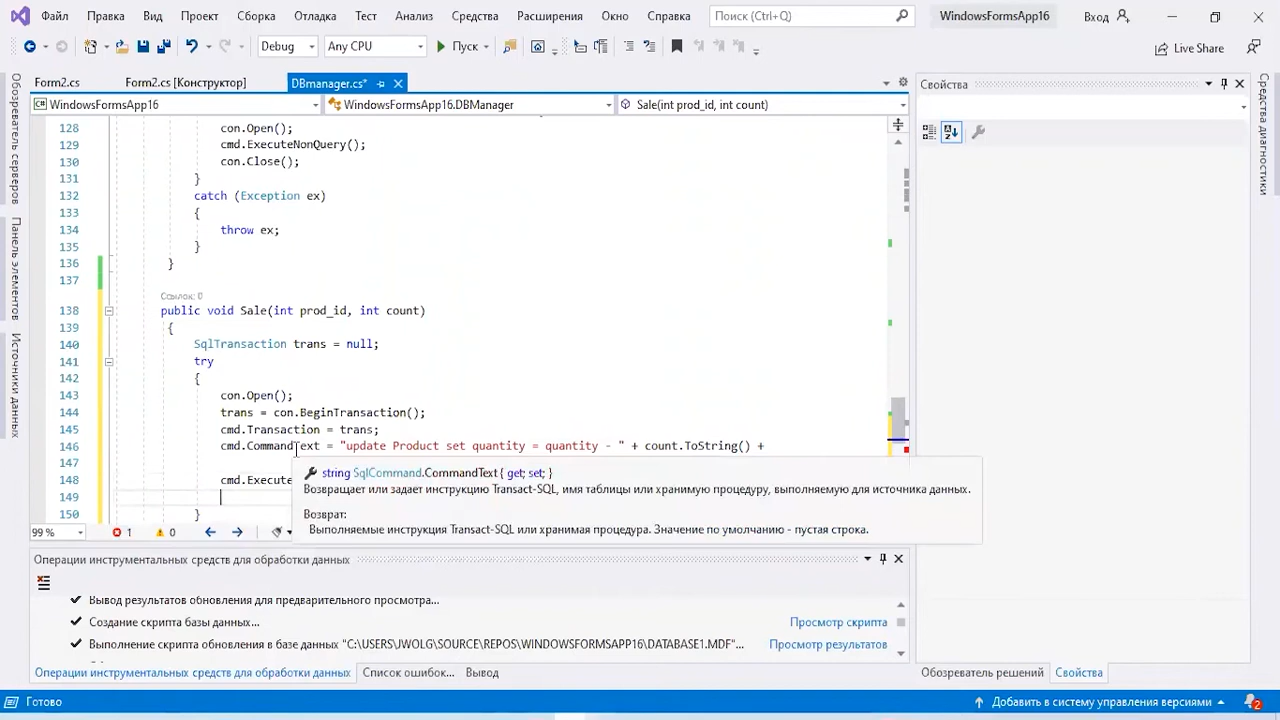 Файл Правка Вид Проект Сборка Отладка Тест Анализ Средства Расширения Окно Справка Поиск (Ctrl+Q) WindowsFormsApp16 Вход
Debug Any CPU Пуск Live Share
Обозреватель серверов
Панель элементов
Источники данных
Form2.cs Form2.cs [Конструктор] DBmanager.cs*
WindowsFormsApp16 WindowsFormsApp16.DBManager Sale(int prod_id, int count)
128 con.Open();
129 cmd.ExecuteNonQuery();
130 con.Close();
131 }
132 catch (Exception ex)
133 {
134 throw ex;
135 }
136 }
137
Ссылок: 0
138 public void Sale(int prod_id, int count)
139 {
140 SqlTransaction trans = null;
141 try
142 {
143 con.Open();
144 trans = con.BeginTransaction();
145 cmd.Transaction = trans;
146 cmd.CommandText = "update Product set quantity = quantity - " + count.ToString() +
147
148 cmd.Execute
149
150 }
string SqlCommand.CommandText { get; set; }
Возвращает или задает инструкцию Transact-SQL, имя таблицы или хранимую процедуру, выполняемую для источника данных.
Возврат:
Выполняемые инструкция Transact-SQL или хранимая процедура. Значение по умолчанию - пустая строка.
99 % 1 0
Операции инструментальных средств для обработки данных
Вывод результатов обновления для предварительного просмотра...
Создание скрипта базы данных... Просмотр скрипта
Выполнение скрипта обновления в базе данных "C:\USERS\JWOLG\SOURCE\REPOS\WINDOWSFORMSAPP16\DATABASE1.MDF"... Просмотр результатов
Операции инструментальных средств для обработки данных Список ошибок... Вывод
Свойства
Обозреватель решений Свойства
Средства диагностики
Готово Добавить в систему управления версиями 2